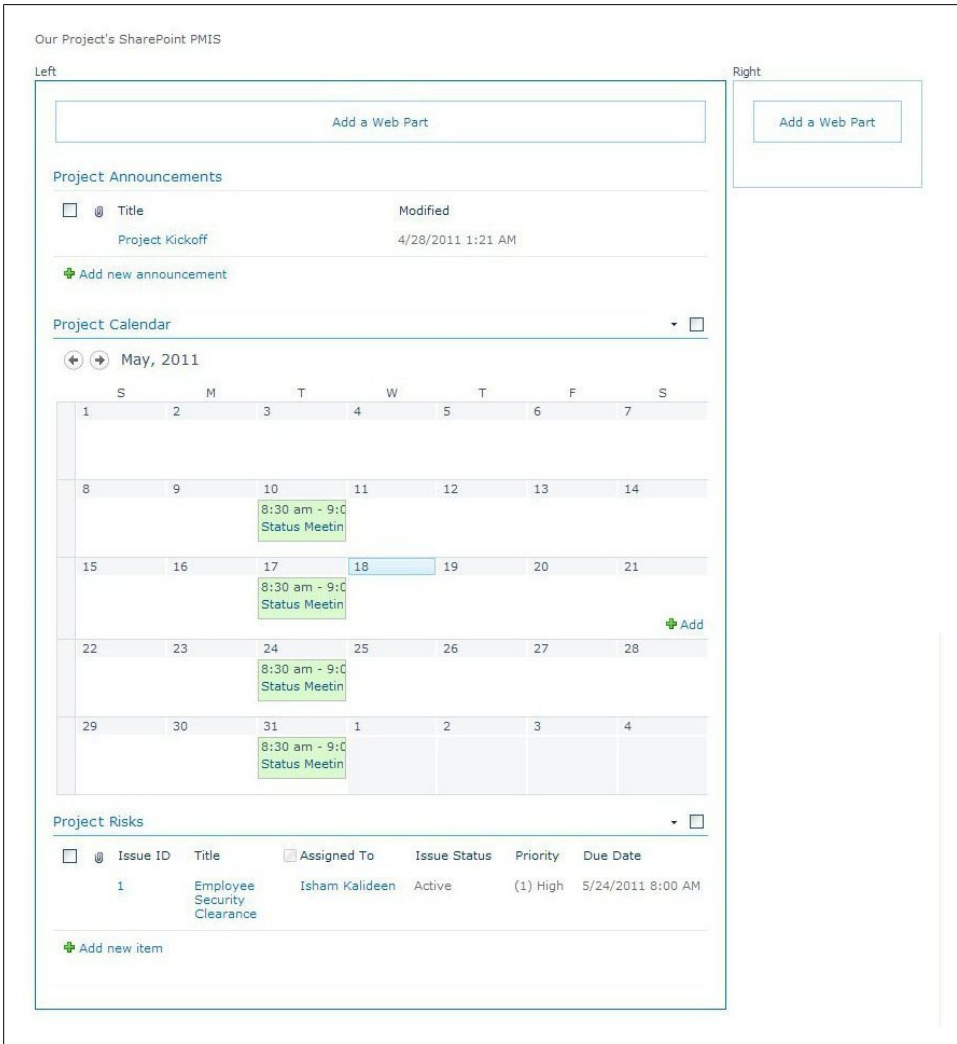 Our Project's SharePoint PMIS
Left
Right
Add a Web Part
Add a Web Part
Project Announcements
Title Modified
Project Kickoff 4/28/2011 1:21 AM
Add new announcement
Project Calendar
May, 2011
S M T W T F S
1 2 3 4 5 6 7
8 9 10 11 12 13 14
8:30 am - 9:0
Status Meetin
15 16 17 18 19 20 21
8:30 am - 9:0
Status Meetin
Add
22 23 24 25 26 27 28
8:30 am - 9:0
Status Meetin
29 30 31 1 2 3 4
8:30 am - 9:0
Status Meetin
Project Risks
Issue ID Title Assigned To Issue Status Priority Due Date
1 Employee Isham Kalideen Active (1) High 5/24/2011 8:00 AM
Security
Clearance
Add new item